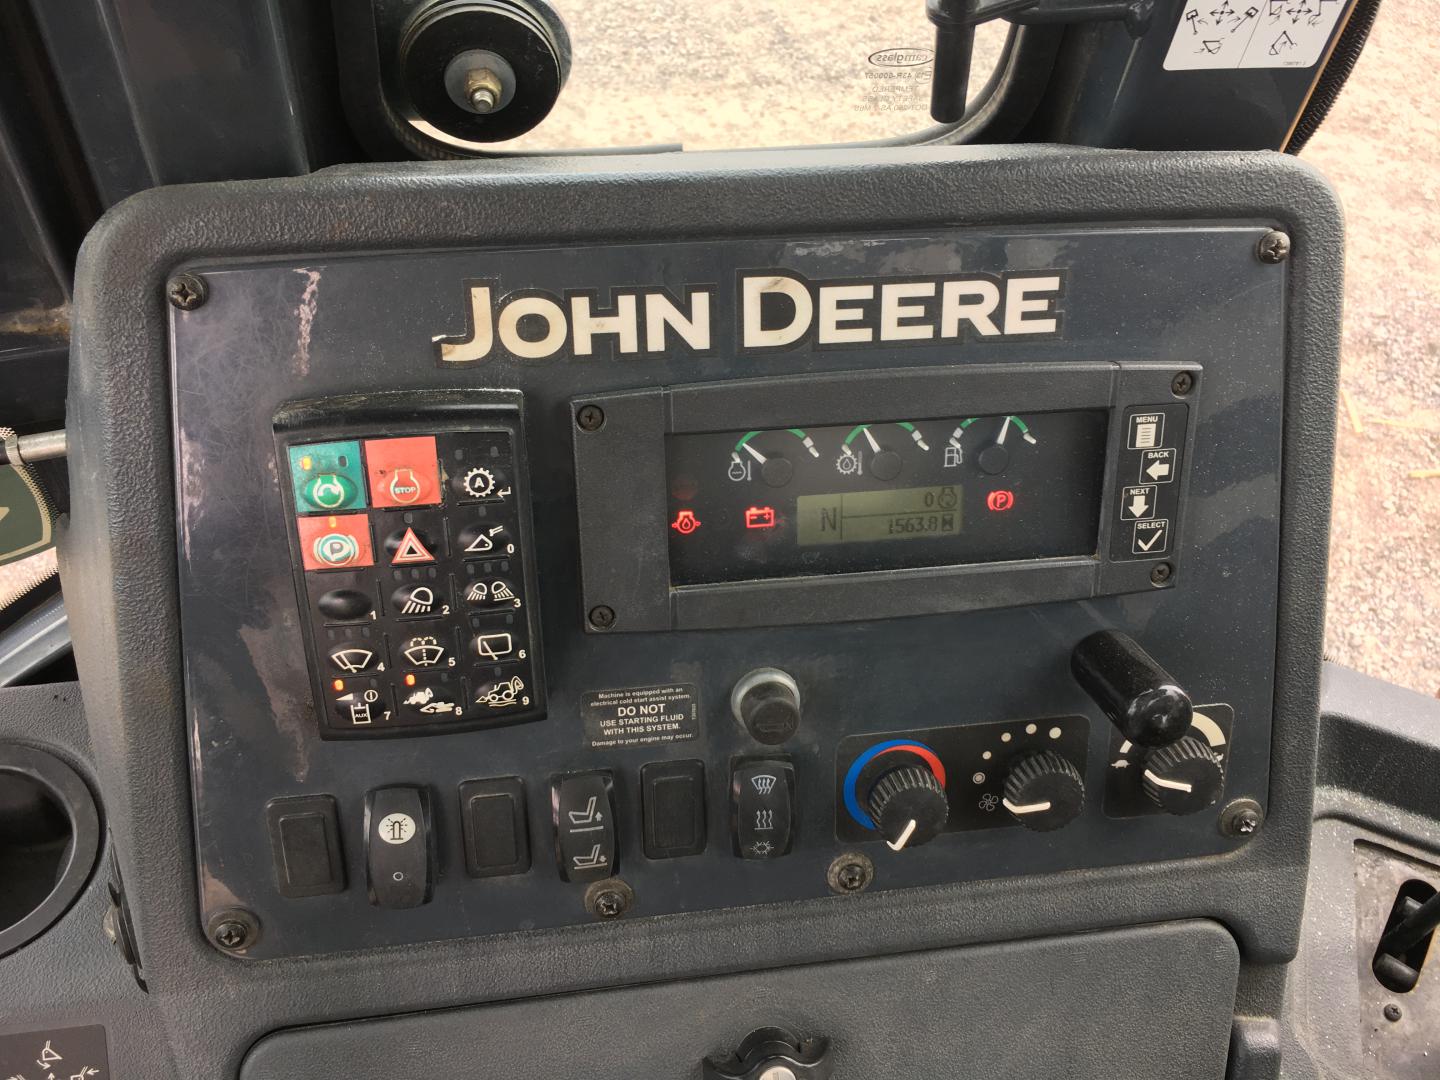 JOHN DEERE
MENU
BACK
NEXT
SELECT
STOP
A
P
0
1
2
3
4
5
6
AUX
7
8
9
N
0
1563.8
P
Machine is equipped with an
electrical cold start assist system.
DO NOT
USE STARTING FLUID
WITH THIS SYSTEM.
Damage to your engine may occur.